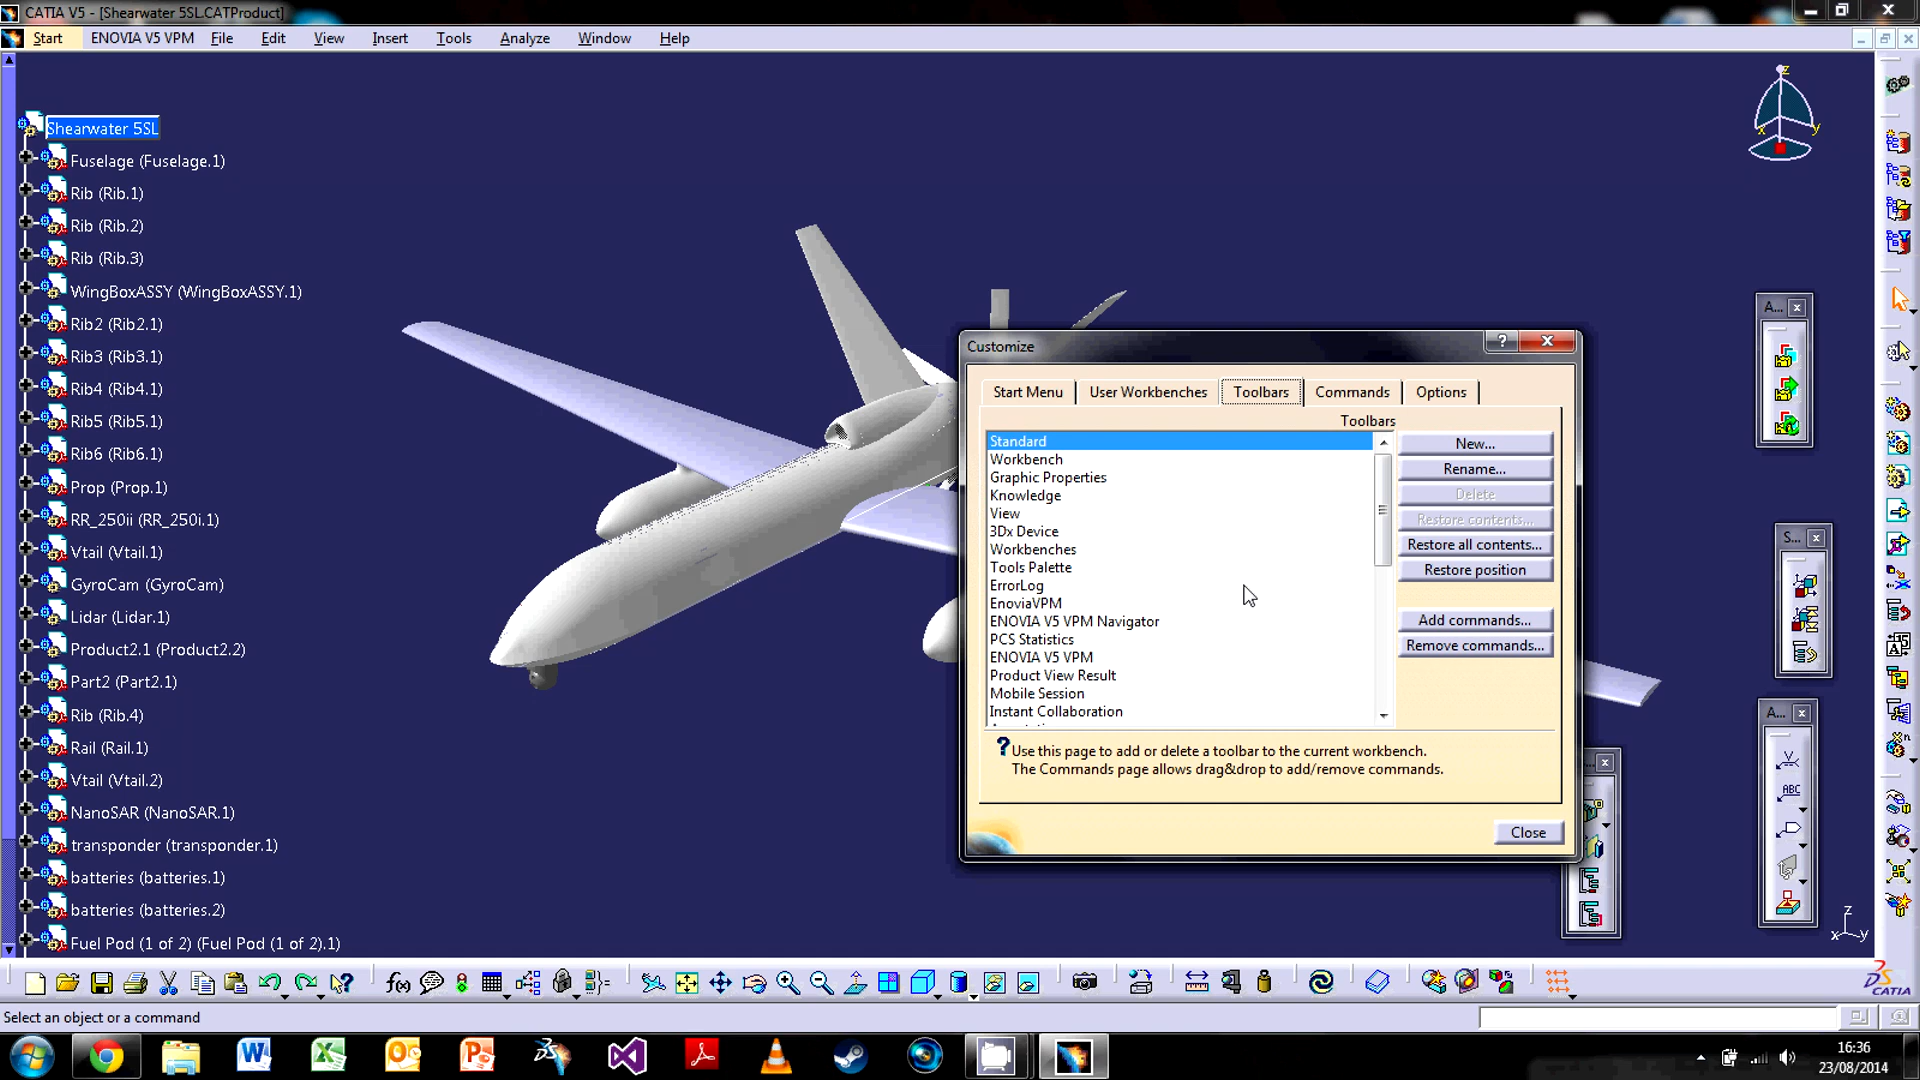 CATIA V5 - [Shearwater 5SL.CATProduct]
Start ENOVIA V5 VPM File Edit View Insert Tools Analyze Window Help
Shearwater 5SL
Fuselage (Fuselage.1)
Rib (Rib.1)
Rib (Rib.2)
Rib (Rib.3)
WingBoxASSY (WingBoxASSY.1)
Rib2 (Rib2.1)
Rib3 (Rib3.1)
Rib4 (Rib4.1)
Rib5 (Rib5.1)
Rib6 (Rib6.1)
Prop (Prop.1)
RR_250ii (RR_250i.1)
Vtail (Vtail.1)
GyroCam (GyroCam)
Lidar (Lidar.1)
Product2.1 (Product2.2)
Part2 (Part2.1)
Rib (Rib.4)
Rail (Rail.1)
Vtail (Vtail.2)
NanoSAR (NanoSAR.1)
transponder (transponder.1)
batteries (batteries.1)
batteries (batteries.2)
Fuel Pod (1 of 2) (Fuel Pod (1 of 2).1)
z
x y
A...
S...
A...
ABC
Customize
Start Menu User Workbenches Toolbars Commands Options
Toolbars
Standard
Workbench
Graphic Properties
Knowledge
View
3Dx Device
Workbenches
Tools Palette
ErrorLog
EnoviaVPM
ENOVIA V5 VPM Navigator
PCS Statistics
ENOVIA V5 VPM
Product View Result
Mobile Session
Instant Collaboration
New...
Rename...
Delete
Restore contents...
Restore all contents...
Restore position
Add commands...
Remove commands...
Use this page to add or delete a toolbar to the current workbench.
The Commands page allows drag&drop to add/remove commands.
Close
z
x y
CATIA
Select an object or a command
16:36
23/08/2014